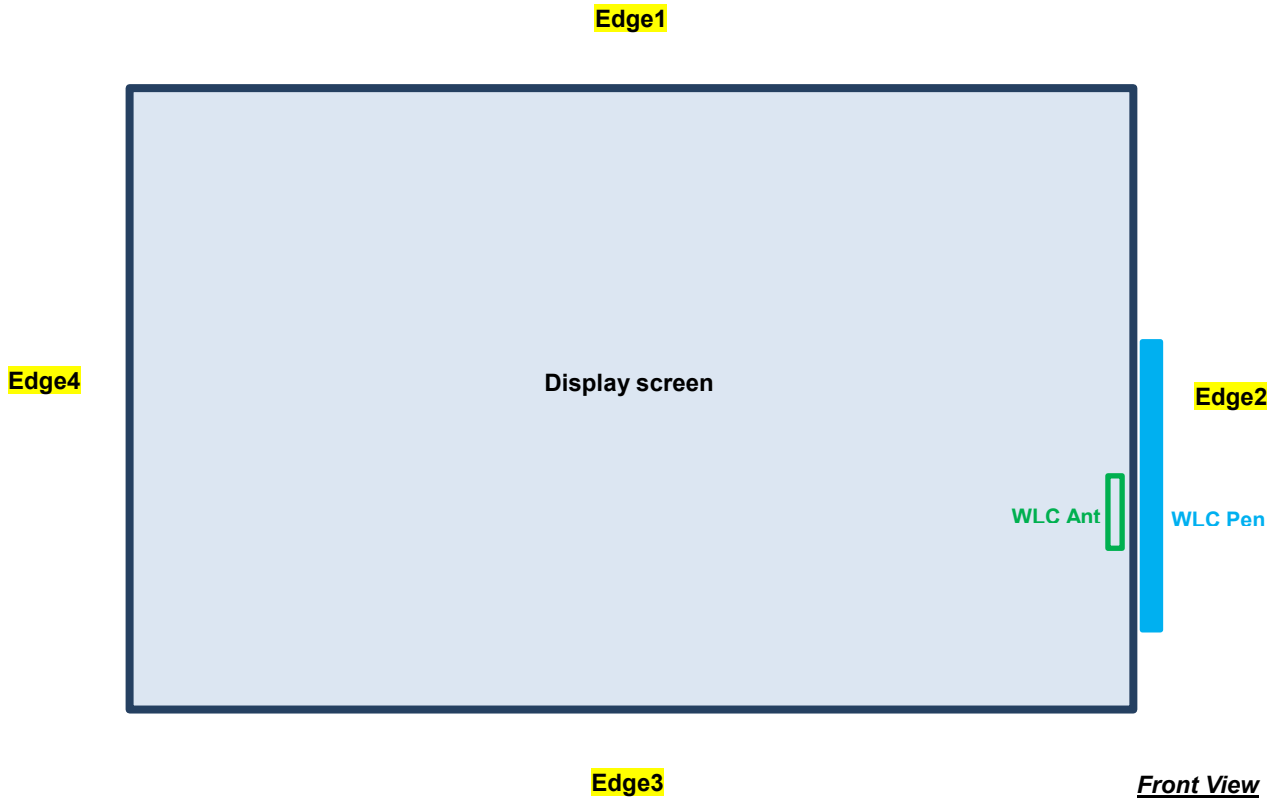 Edge1
Edge4
Display screen
Edge2
WLC Ant
WLC Pen
Edge3
Front View